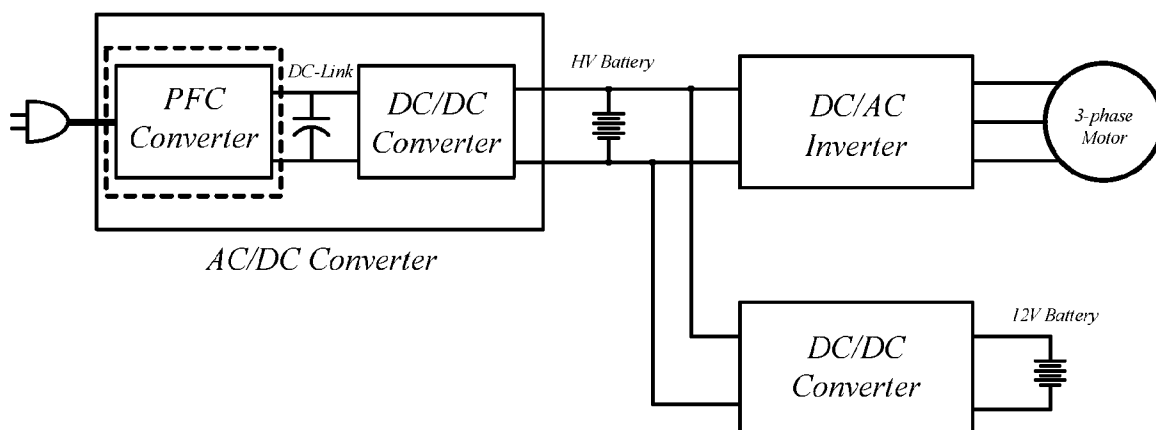 PFC
Converter
DC-Link
DC/DC
Converter
AC/DC Converter
HV Battery
DC/AC
Inverter
3-phase
Motor
DC/DC
Converter
12V Battery